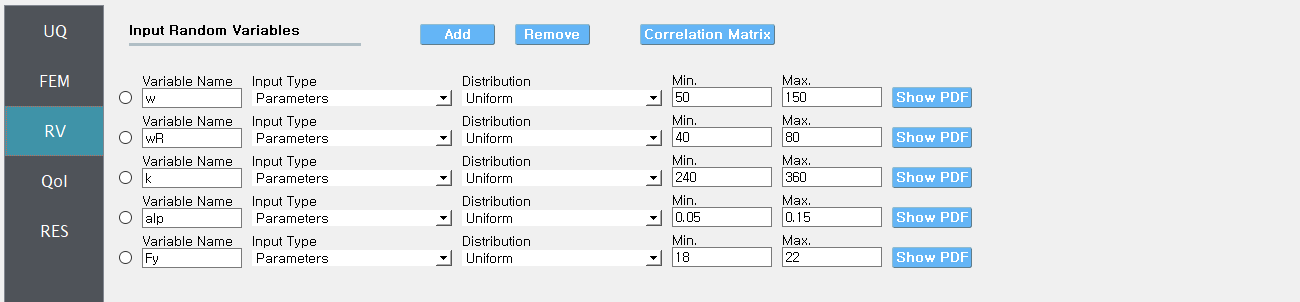 UQ
FEM
RV
QoI
RES
Input Random Variables Add Remove Correlation Matrix
Variable Name Input Type Distribution Min. Max.
w Parameters Uniform 50 150 Show PDF
Variable Name Input Type Distribution Min. Max.
wR Parameters Uniform 40 80 Show PDF
Variable Name Input Type Distribution Min. Max.
k Parameters Uniform 240 360 Show PDF
Variable Name Input Type Distribution Min. Max.
alp Parameters Uniform 0.05 0.15 Show PDF
Variable Name Input Type Distribution Min. Max.
Fy Parameters Uniform 18 22 Show PDF